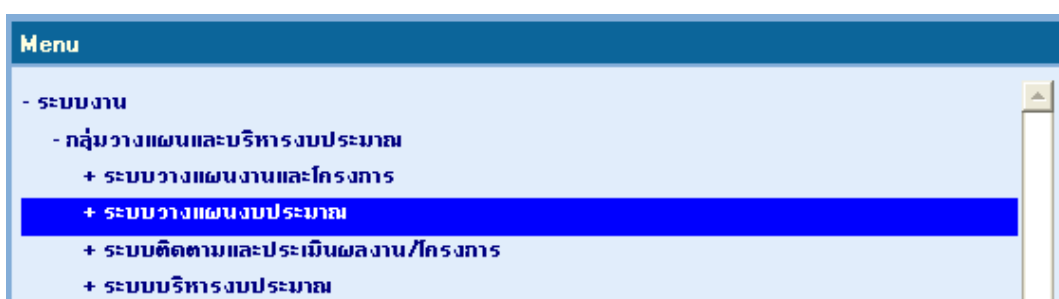 Menu
- ระบบงาน
- กลุ่มวางแผนและบริหารงบประมาณ
+ ระบบวางแผนงานและโครงการ
+ ระบบวางแผนงบประมาณ
+ ระบบติดตามและประเมินผลงาน/โครงการ
+ ระบบบริหารงบประมาณ